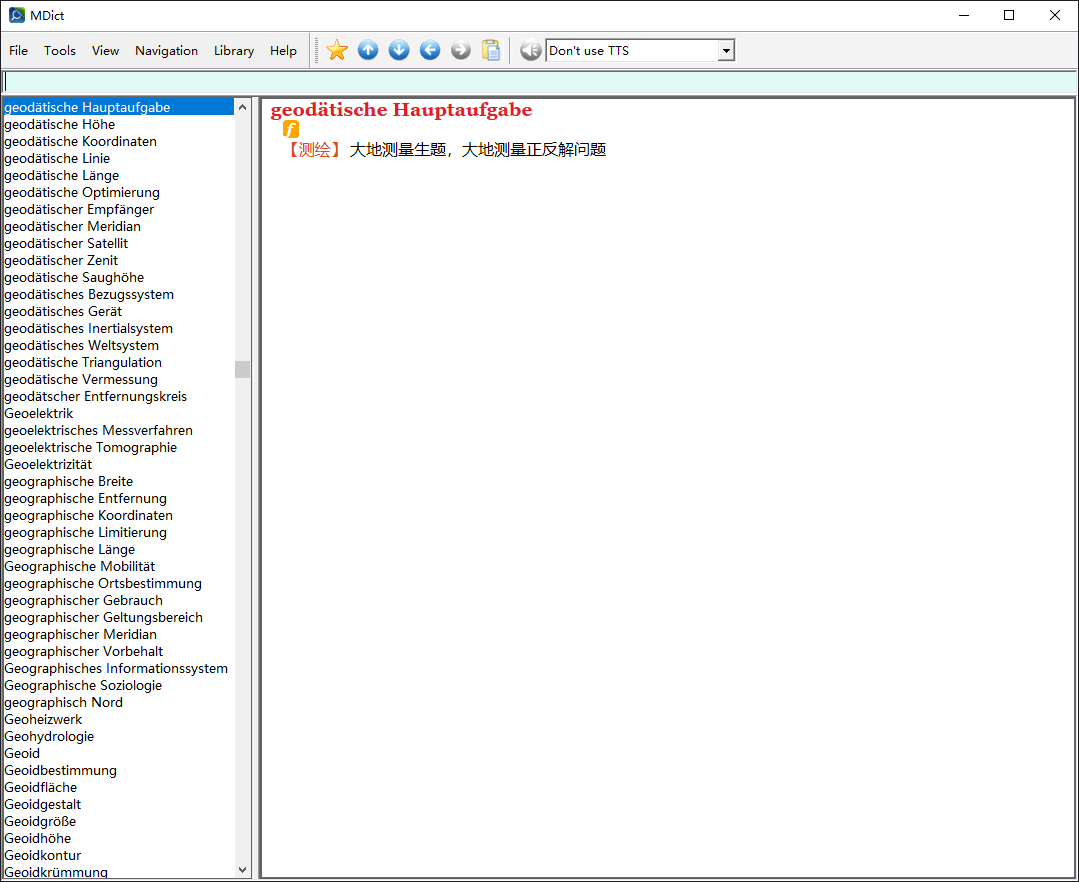 MDict
File Tools View Navigation Library Help Don't use TTS
geodätische Hauptaufgabe
geodätische Höhe
geodätische Koordinaten
geodätische Linie
geodätische Länge
geodätische Optimierung
geodätischer Empfänger
geodätischer Meridian
geodätischer Satellit
geodätischer Zenit
geodätische Saughöhe
geodätisches Bezugssystem
geodätisches Gerät
geodätisches Inertialsystem
geodätisches Weltsystem
geodätische Triangulation
geodätische Vermessung
geodätscher Entfernungskreis
Geoelektrik
geoelektrisches Messverfahren
geoelektrische Tomographie
Geoelektrizität
geographische Breite
geographische Entfernung
geographische Koordinaten
geographische Limitierung
geographische Länge
Geographische Mobilität
geographische Ortsbestimmung
geographischer Gebrauch
geographischer Geltungsbereich
geographischer Meridian
geographischer Vorbehalt
Geographisches Informationssystem
Geographische Soziologie
geographisch Nord
Geoheizwerk
Geohydrologie
Geoid
Geoidbestimmung
Geoidfläche
Geoidgestalt
Geoidgröße
Geoidhöhe
Geoidkontur
Geoidkrümmung
geodätische Hauptaufgabe
f
【测绘】大地测量生题，大地测量正反解问题